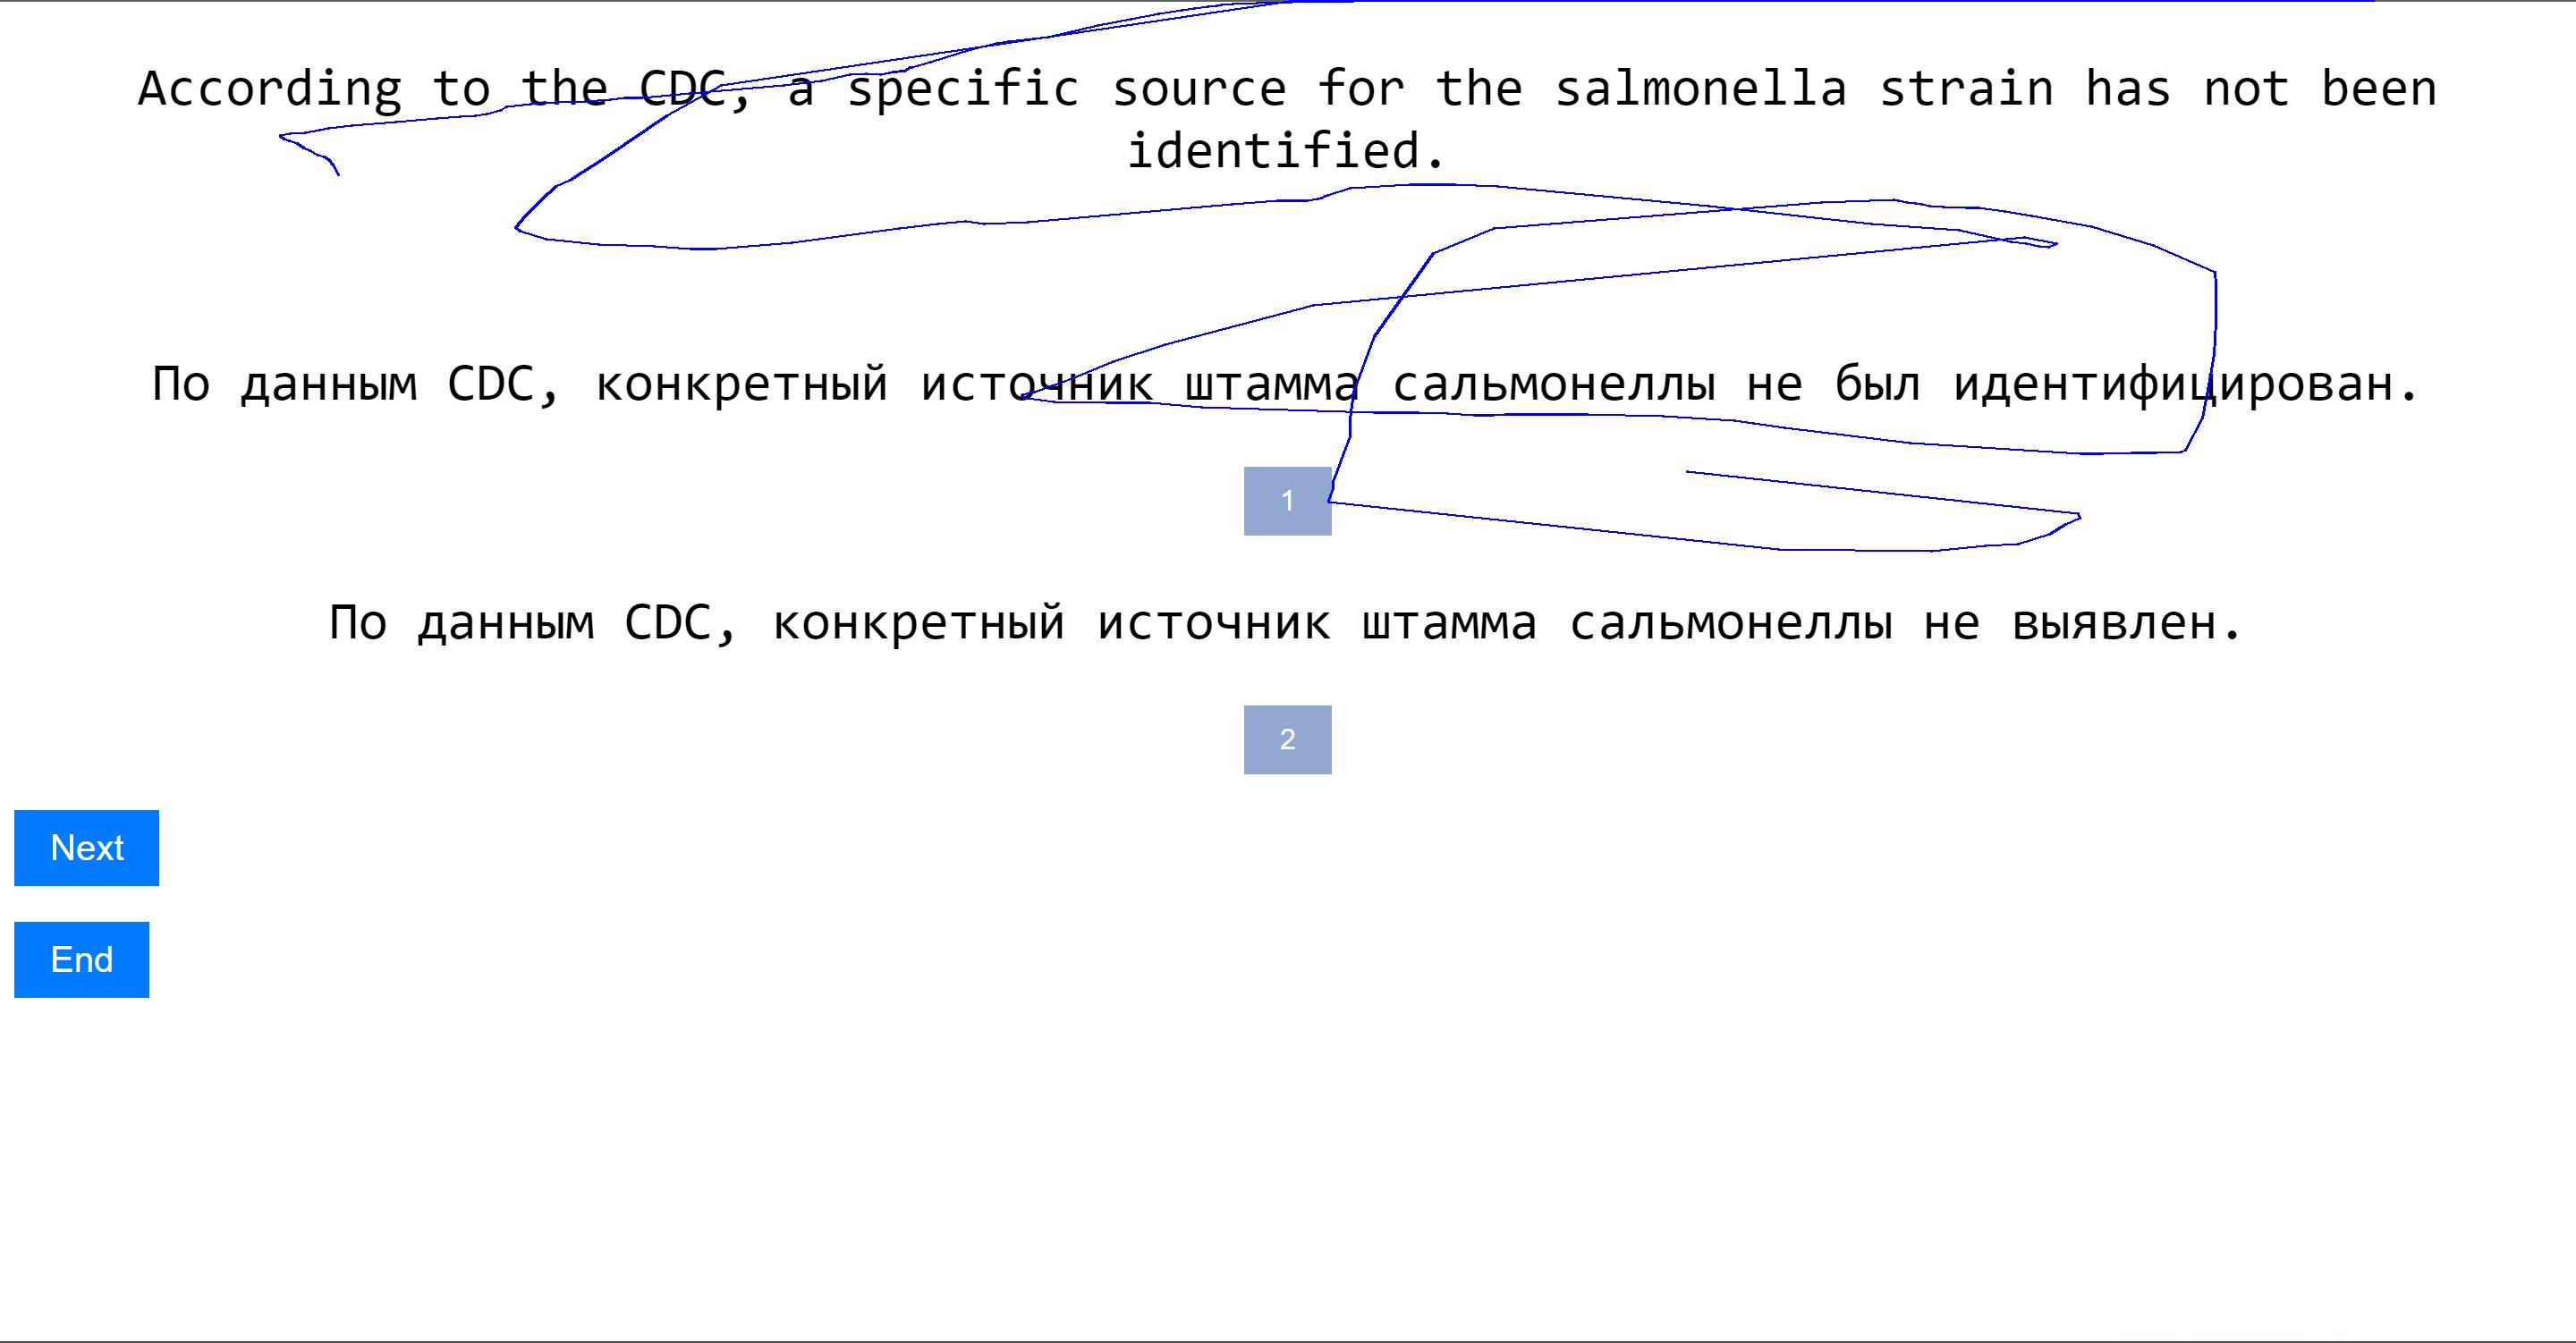 According to the CDC, a specific source for the salmonella strain has not been
identified.
По данным CDC, конкретный источник штамма сальмонеллы не был идентифицирован.
1
По данным CDC, конкретный источник штамма сальмонеллы не выявлен.
2
Next
End